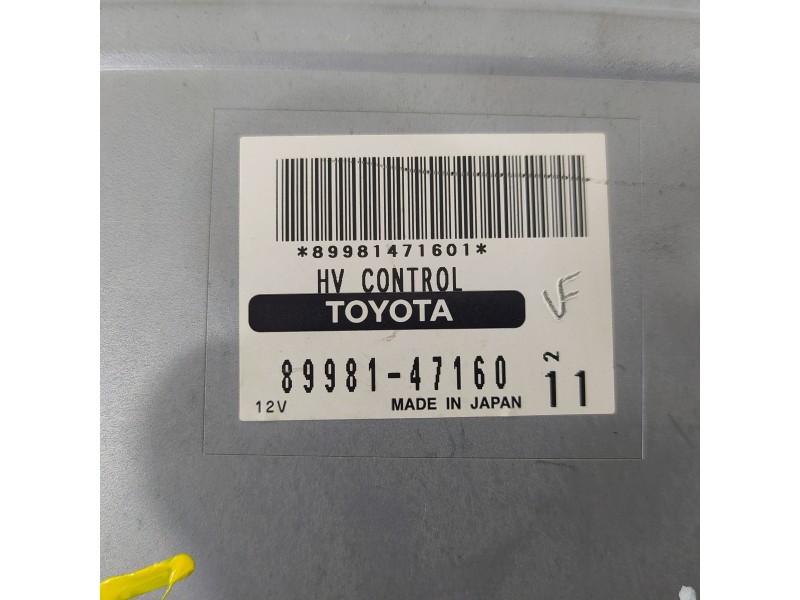 *89981471601*
HV CONTROL
TOYOTA
VF
89981-47160
2
11
12V
MADE IN JAPAN